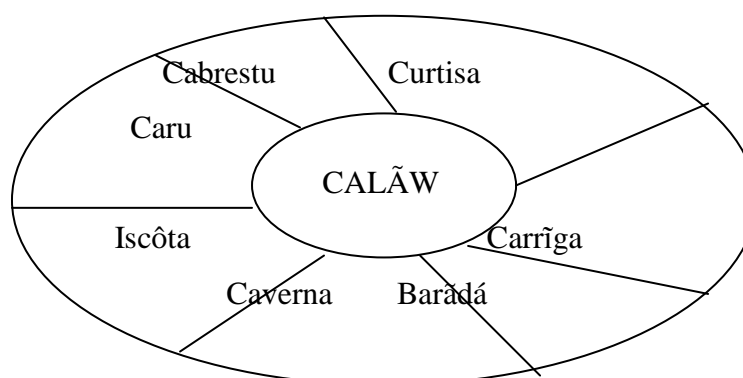 Cabrestu Curtisa
Caru
CALÃW
Iscôta Carrĩga
Caverna Barãdá